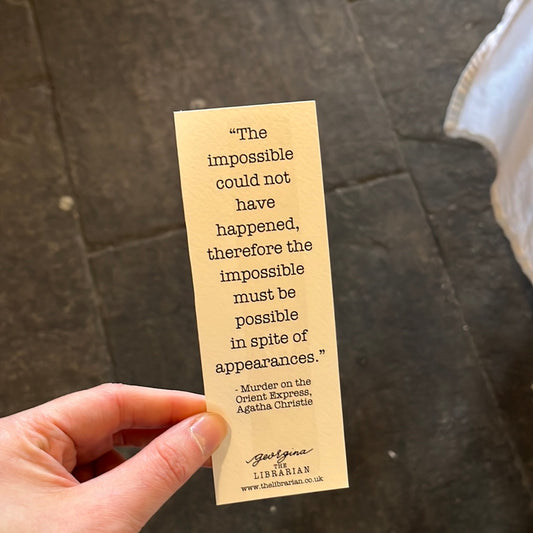 “The
impossible
could not
have
happened,
therefore the
impossible
must be
possible
in spite of
appearances.”
- Murder on the
Orient Express,
Agatha Christie
georgina
THE
LIBRARIAN
www.thelibrarian.co.uk